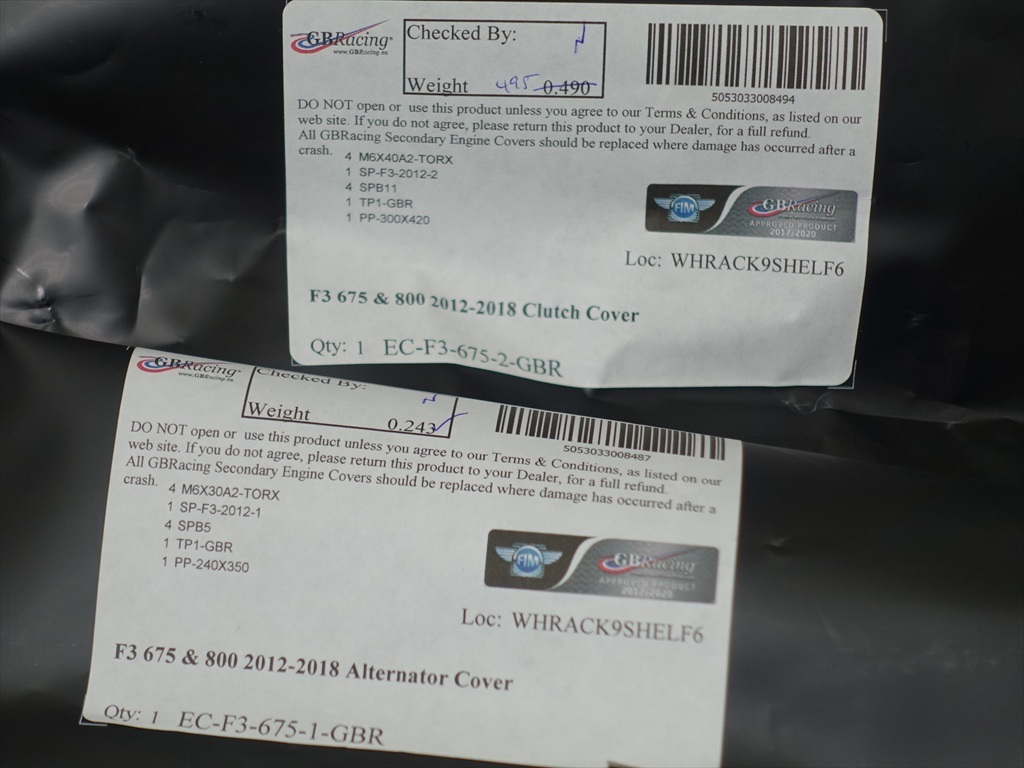 GBRacing
www.GBRacing.eu
Checked By:
Weight 495 0.490
5053033008494
DO NOT open or use this product unless you agree to our Terms & Conditions, as listed on our
web site. If you do not agree, please return this product to your Dealer, for a full refund.
All GBRacing Secondary Engine Covers should be replaced where damage has occurred after a
crash.
4 M6X40A2-TORX
1 SP-F3-2012-2
4 SPB11
1 TP1-GBR
1 PP-300X420
FIM
GBRacing
APPROVED PRODUCT
2017/2020
Loc: WHRACK9SHELF6
F3 675 & 800 2012-2018 Clutch Cover
Qty: 1 EC-F3-675-2-GBR
GBRacing
www.GBRacing.eu
Checked By:
Weight 0.243
5053033008487
DO NOT open or use this product unless you agree to our Terms & Conditions, as listed on our
web site. If you do not agree, please return this product to your Dealer, for a full refund.
All GBRacing Secondary Engine Covers should be replaced where damage has occurred after a
crash.
4 M6X30A2-TORX
1 SP-F3-2012-1
4 SPB5
1 TP1-GBR
1 PP-240X350
FIM
GBRacing
APPROVED PRODUCT
2017/2020
Loc: WHRACK9SHELF6
F3 675 & 800 2012-2018 Alternator Cover
Qty: 1 EC-F3-675-1-GBR